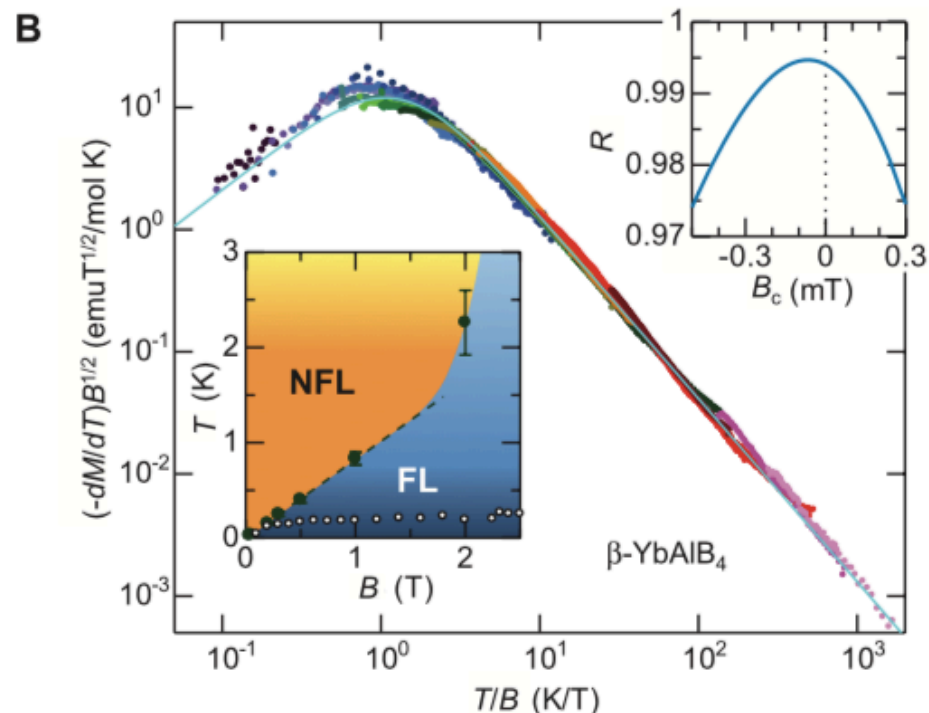 B
(-dM/dT)B^1/2 (emuT^1/2/mol K)
10^1
10^0
10^-1
10^-2
10^-3
10^-1
10^0
10^1
10^2
10^3
T/B (K/T)
β-YbAlB₄
1
0.99
0.98
0.97
R
-0.3
0
0.3
B_c (mT)
3
2
1
0
T (K)
NFL
FL
0
1
2
B (T)